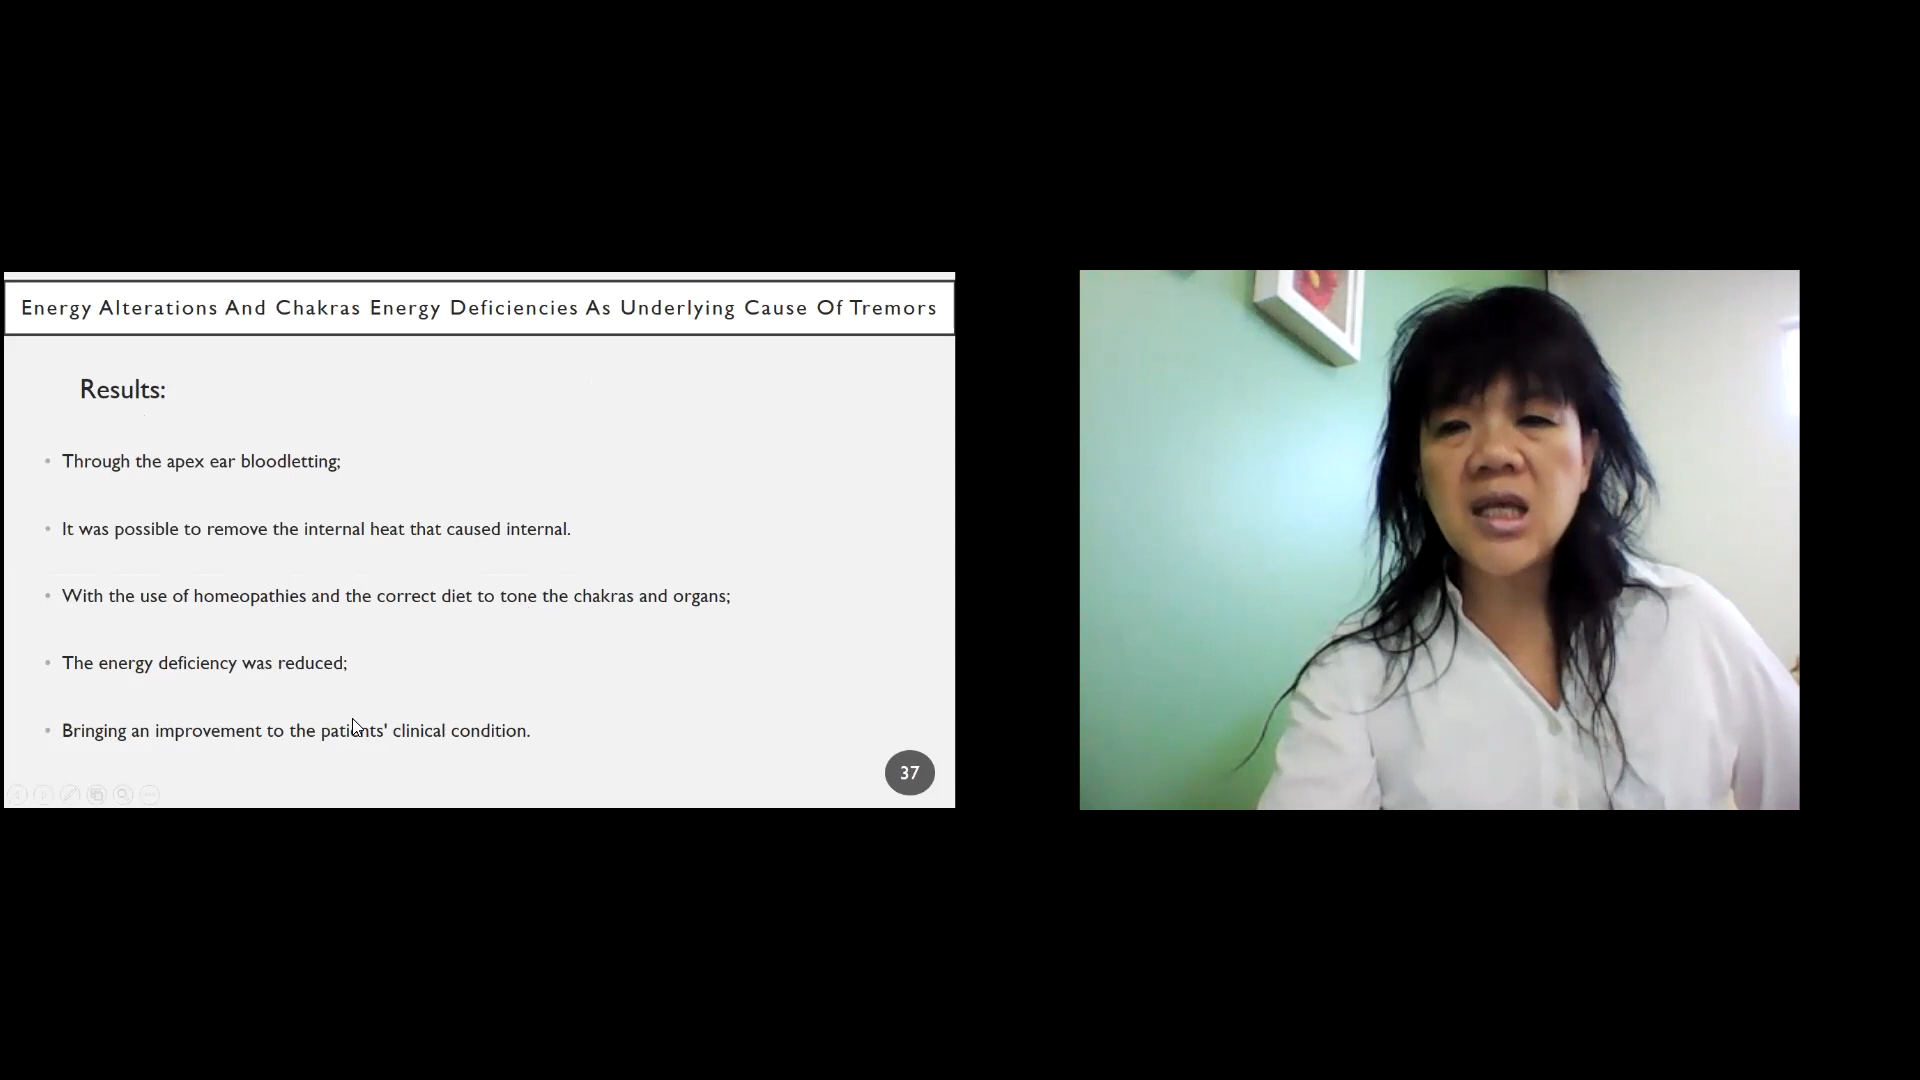 Energy Alterations And Chakras Energy Deficiencies As Underlying Cause Of Tremors
Results:
• Through the apex ear bloodletting;
• It was possible to remove the internal heat that caused internal.
• With the use of homeopathies and the correct diet to tone the chakras and organs;
• The energy deficiency was reduced;
• Bringing an improvement to the patients' clinical condition.
37